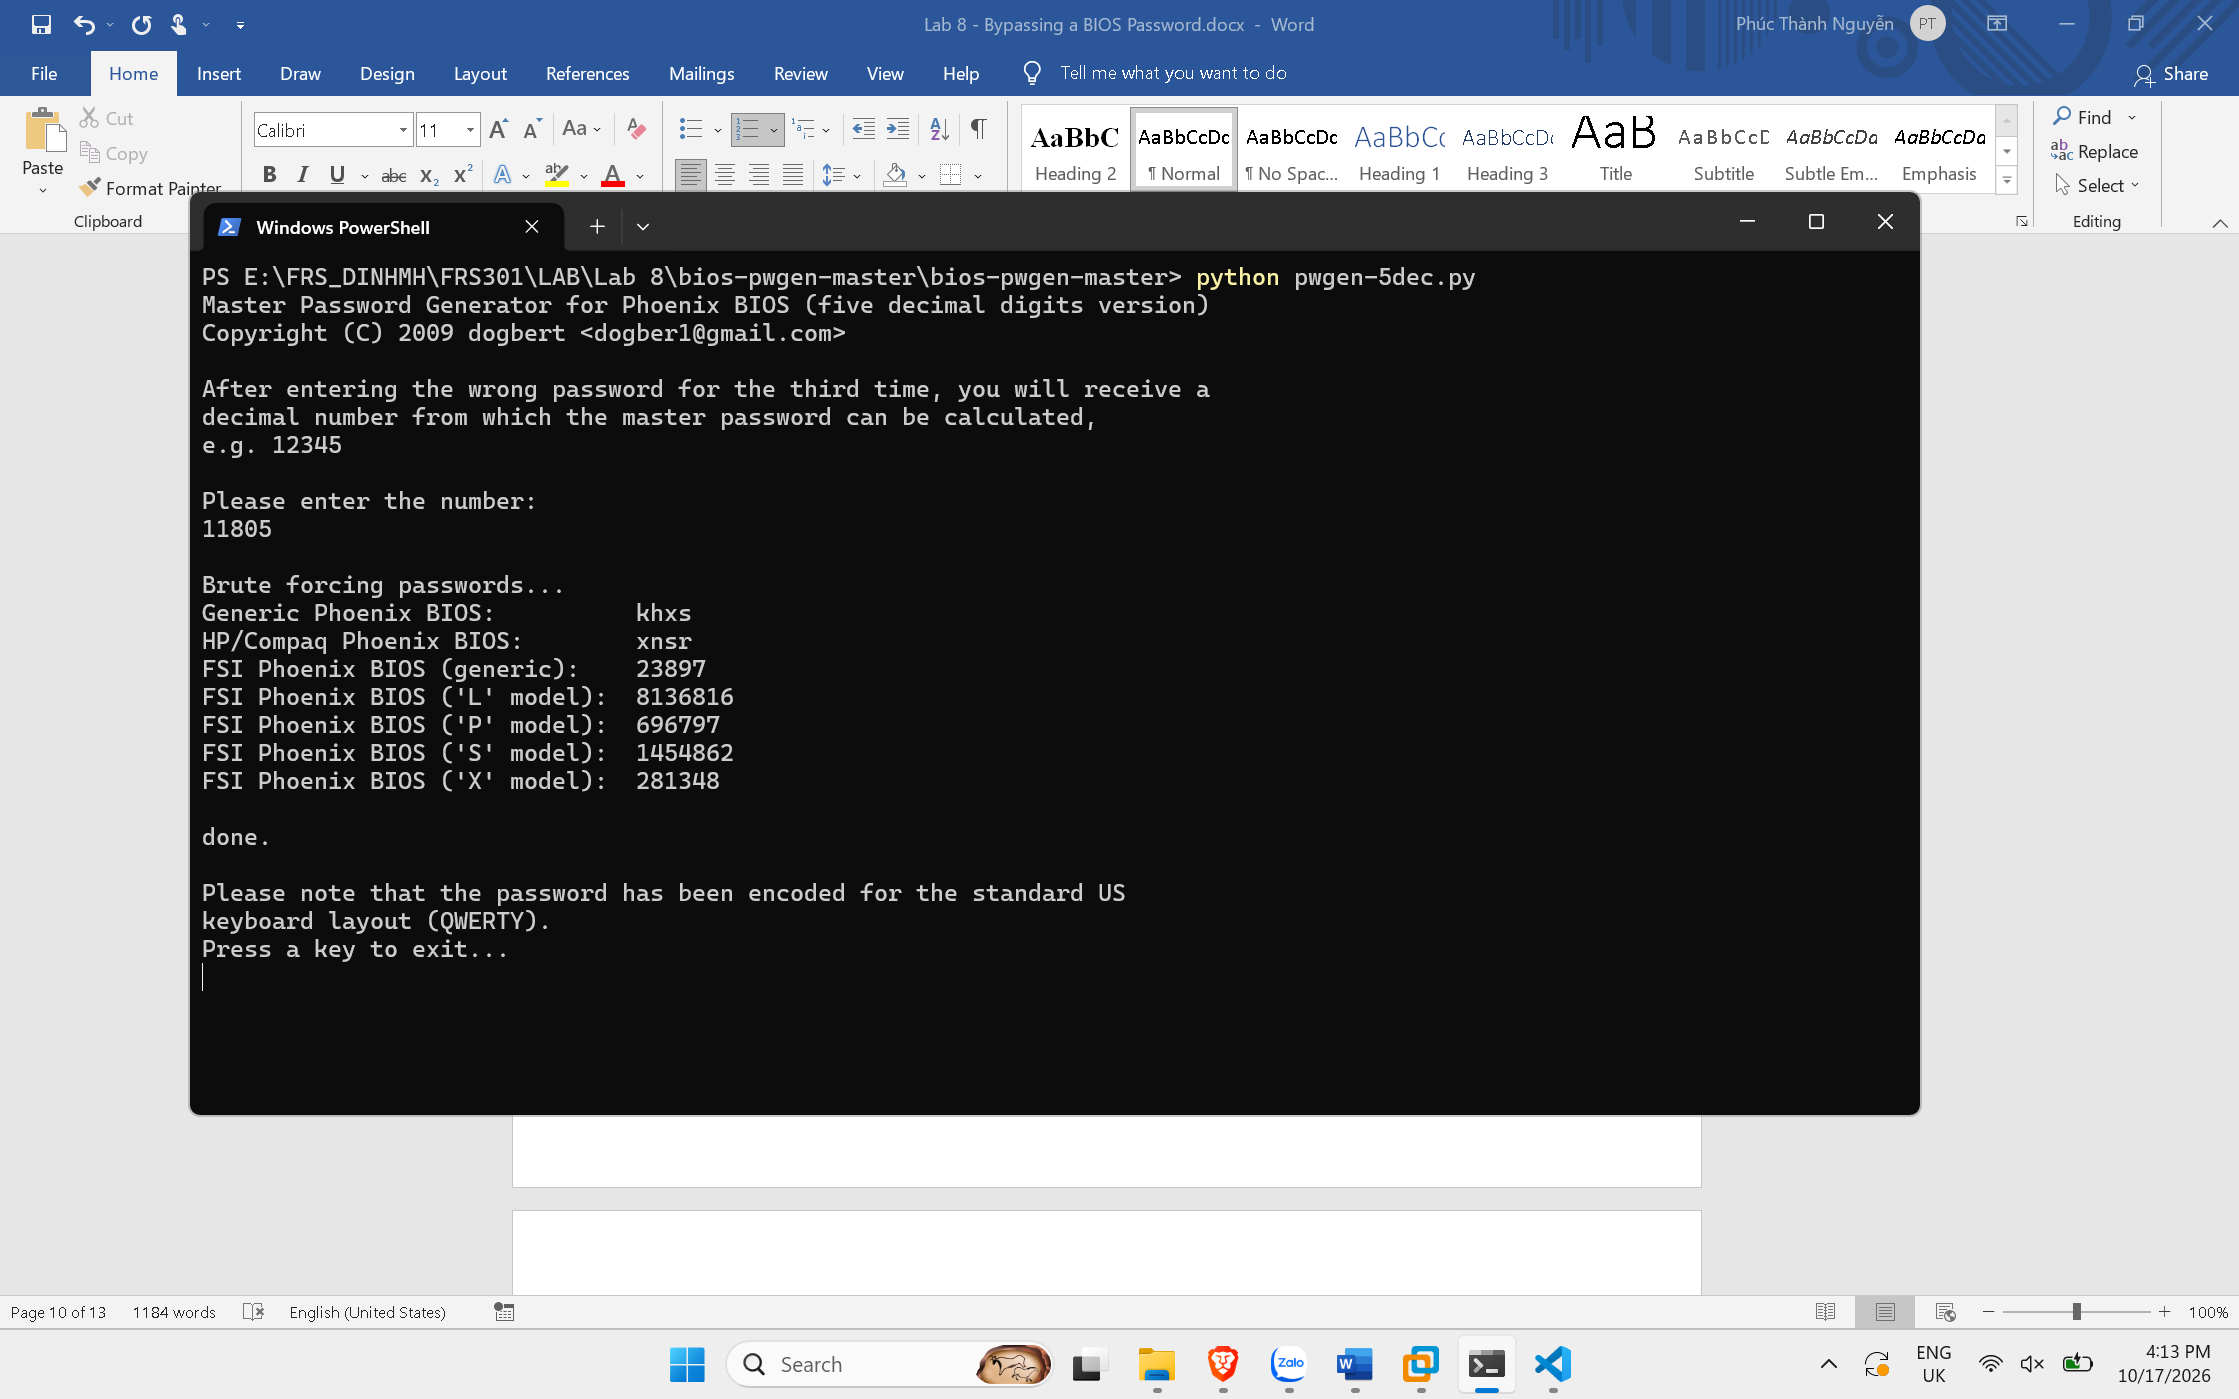 Lab 8 - Bypassing a BIOS Password.docx - Word
Phúc Thành Nguyễn
PT
File
Home
Insert
Draw
Design
Layout
References
Mailings
Review
View
Help
Tell me what you want to do
Share
Paste
Cut
Copy
Format Painter
Clipboard
Calibri
11
AaBbC
Heading 2
AaBbCcDc
¶ Normal
AaBbCcDc
¶ No Spac...
AaBbCc
Heading 1
AaBbCcDc
Heading 3
AaB
Title
AaBbCcD
Subtitle
AaBbCcDa
Subtle Em...
AaBbCcDa
Emphasis
Find
Replace
Select
Editing
Windows PowerShell
PS E:\FRS_DINHMH\FRS301\LAB\Lab 8\bios-pwgen-master\bios-pwgen-master> python pwgen-5dec.py
Master Password Generator for Phoenix BIOS (five decimal digits version)
Copyright (C) 2009 dogbert <dogber1@gmail.com>
After entering the wrong password for the third time, you will receive a
decimal number from which the master password can be calculated,
e.g. 12345
Please enter the number:
11805
Brute forcing passwords...
Generic Phoenix BIOS: khxs
HP/Compaq Phoenix BIOS: xnsr
FSI Phoenix BIOS (generic): 23897
FSI Phoenix BIOS ('L' model): 8136816
FSI Phoenix BIOS ('P' model): 696797
FSI Phoenix BIOS ('S' model): 1454862
FSI Phoenix BIOS ('X' model): 281348
done.
Please note that the password has been encoded for the standard US
keyboard layout (QWERTY).
Press a key to exit...
Page 10 of 13
1184 words
English (United States)
100%
Search
Zalo
ENG
UK
4:13 PM
10/17/2026